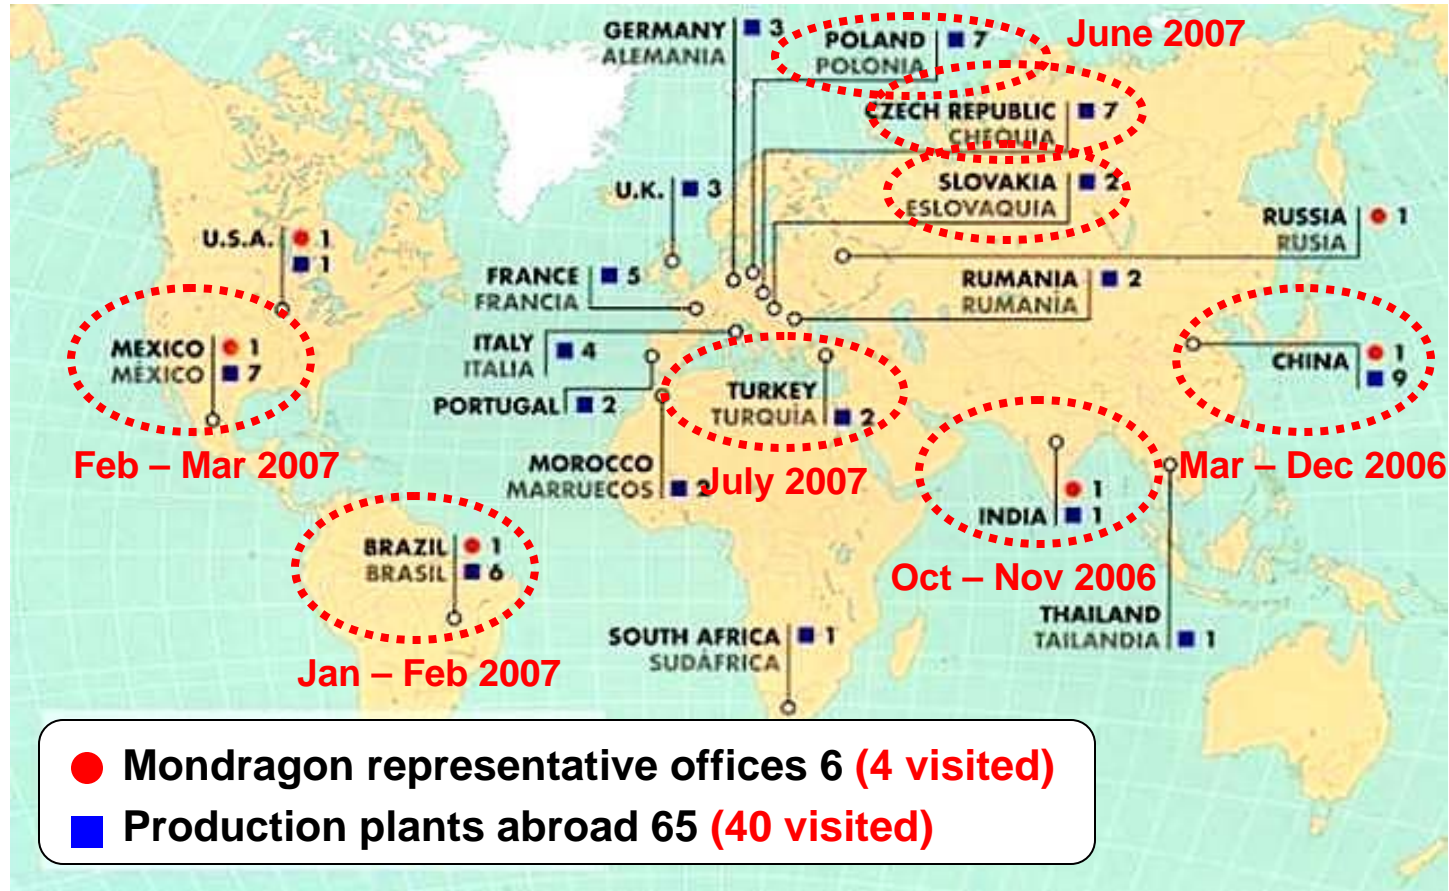 GERMANY 3
ALEMANIA
POLAND 7
POLONIA
June 2007
CZECH REPUBLIC 7
CHEQUIA
SLOVAKIA 2
ESLOVAQUIA
U.K. 3
RUSSIA 1
RUSIA
U.S.A. 1
1
FRANCE 5
FRANCIA
RUMANIA 2
RUMANIA
MEXICO 1
MÉXICO 7
ITALY 4
ITALIA
CHINA 1
9
PORTUGAL 2
TURKEY
TURQUÍA 2
Feb – Mar 2007
MOROCCO
MARRUECOS 2
July 2007
Mar – Dec 2006
1
INDIA 1
Oct – Nov 2006
BRAZIL 1
BRASIL 6
THAILAND
TAILANDIA 1
SOUTH AFRICA 1
SUDÁFRICA
Jan – Feb 2007
Mondragon representative offices 6 (4 visited)
Production plants abroad 65 (40 visited)